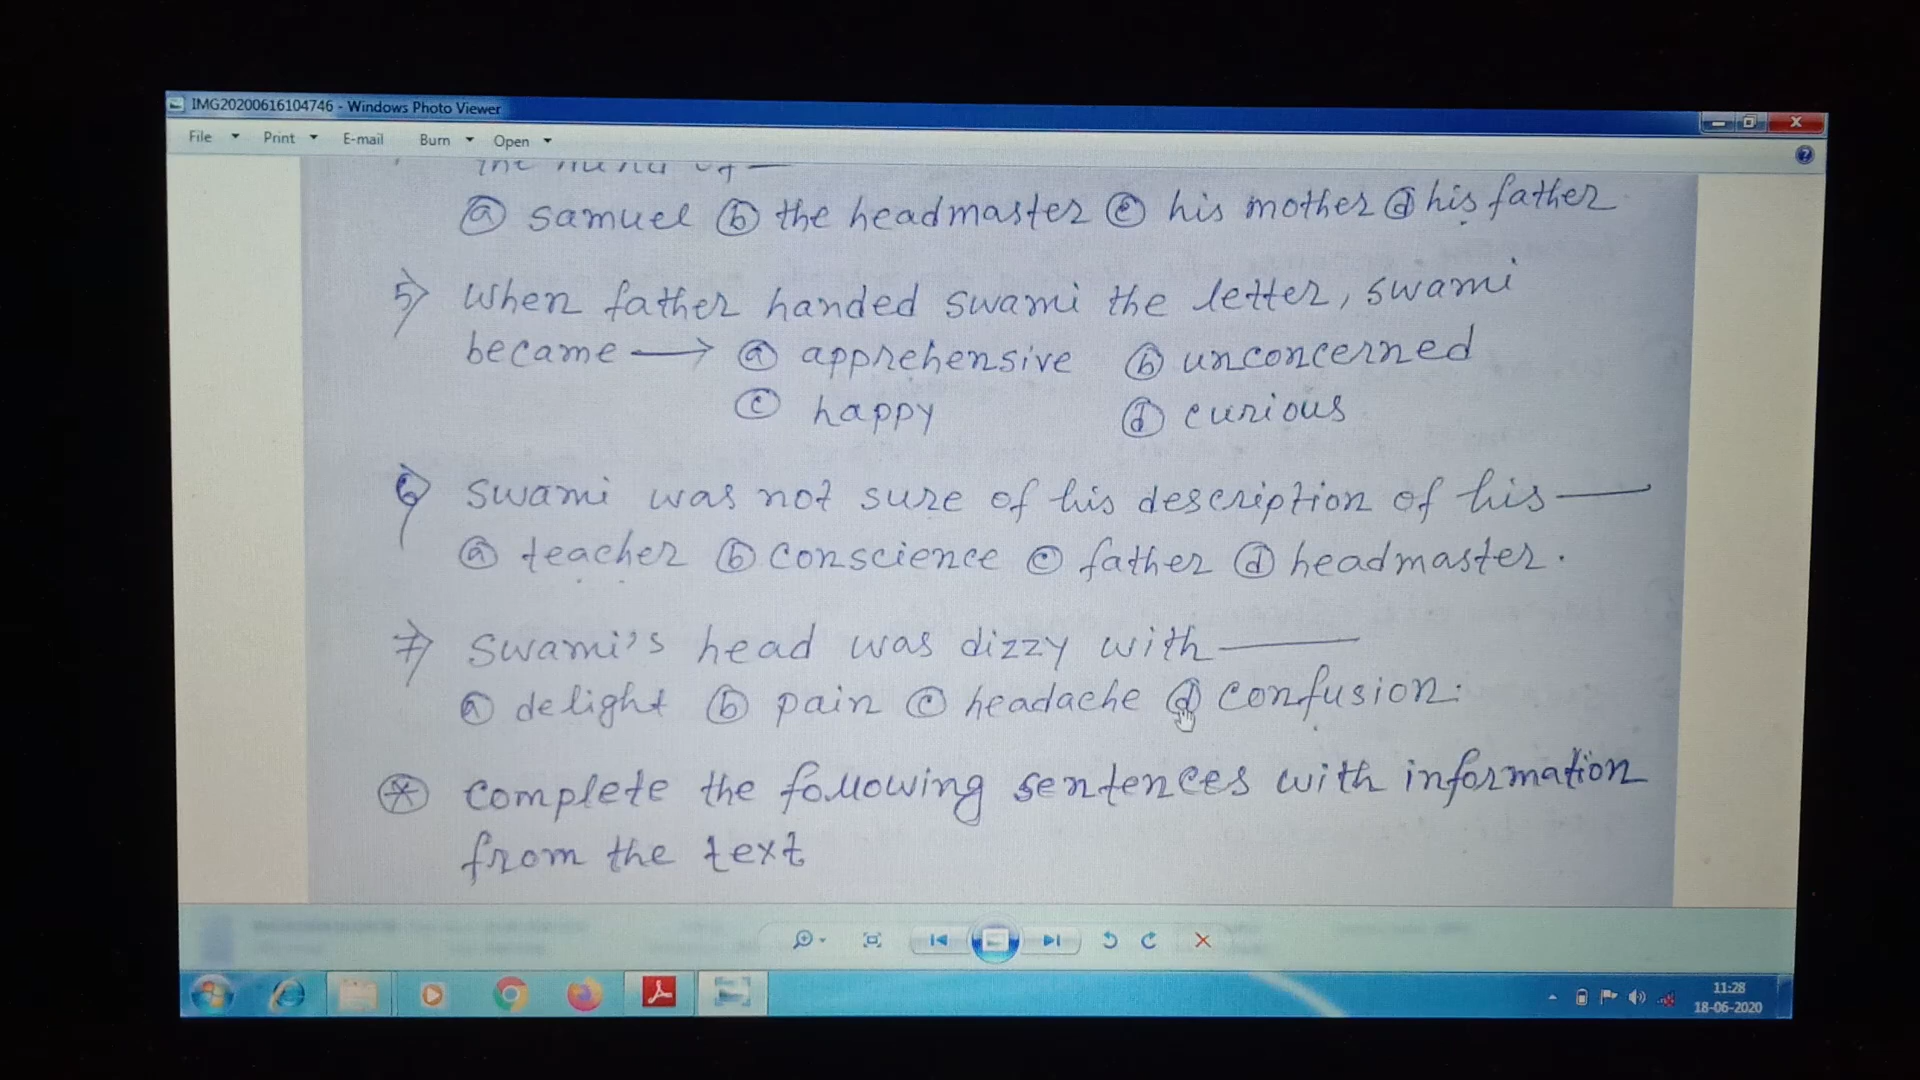 IMG20200616104746 - Windows Photo Viewer
File Print E-mail Burn Open
the of
ⓐ samuel ⓑ the headmaster ⓒ his mother ⓓ his father
5) When father handed swami the letter, swami
became → ⓐ apprehensive ⓑ unconcerned
ⓒ happy ⓓ curious
6) Swami was not sure of his description of his —
ⓐ teacher ⓑ conscience ⓒ father ⓓ headmaster.
7) Swami's head was dizzy with —
ⓐ delight ⓑ pain ⓒ headache ⓓ confusion.
⊛ Complete the following sentences with information
from the text
11:28
18-06-2020